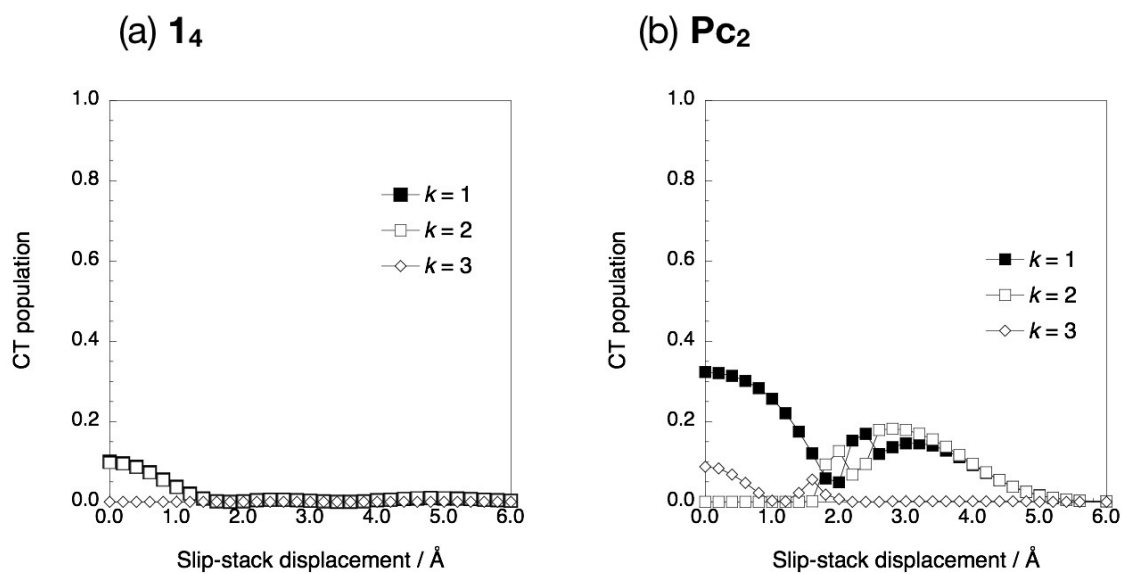 (a) 1₄
1.0
0.8
0.6
0.4
0.2
0.0
CT population
k = 1
k = 2
k = 3
0.0 1.0 2.0 3.0 4.0 5.0 6.0
Slip-stack displacement / Å
(b) Pc₂
1.0
0.8
0.6
0.4
0.2
0.0
CT population
k = 1
k = 2
k = 3
0.0 1.0 2.0 3.0 4.0 5.0 6.0
Slip-stack displacement / Å